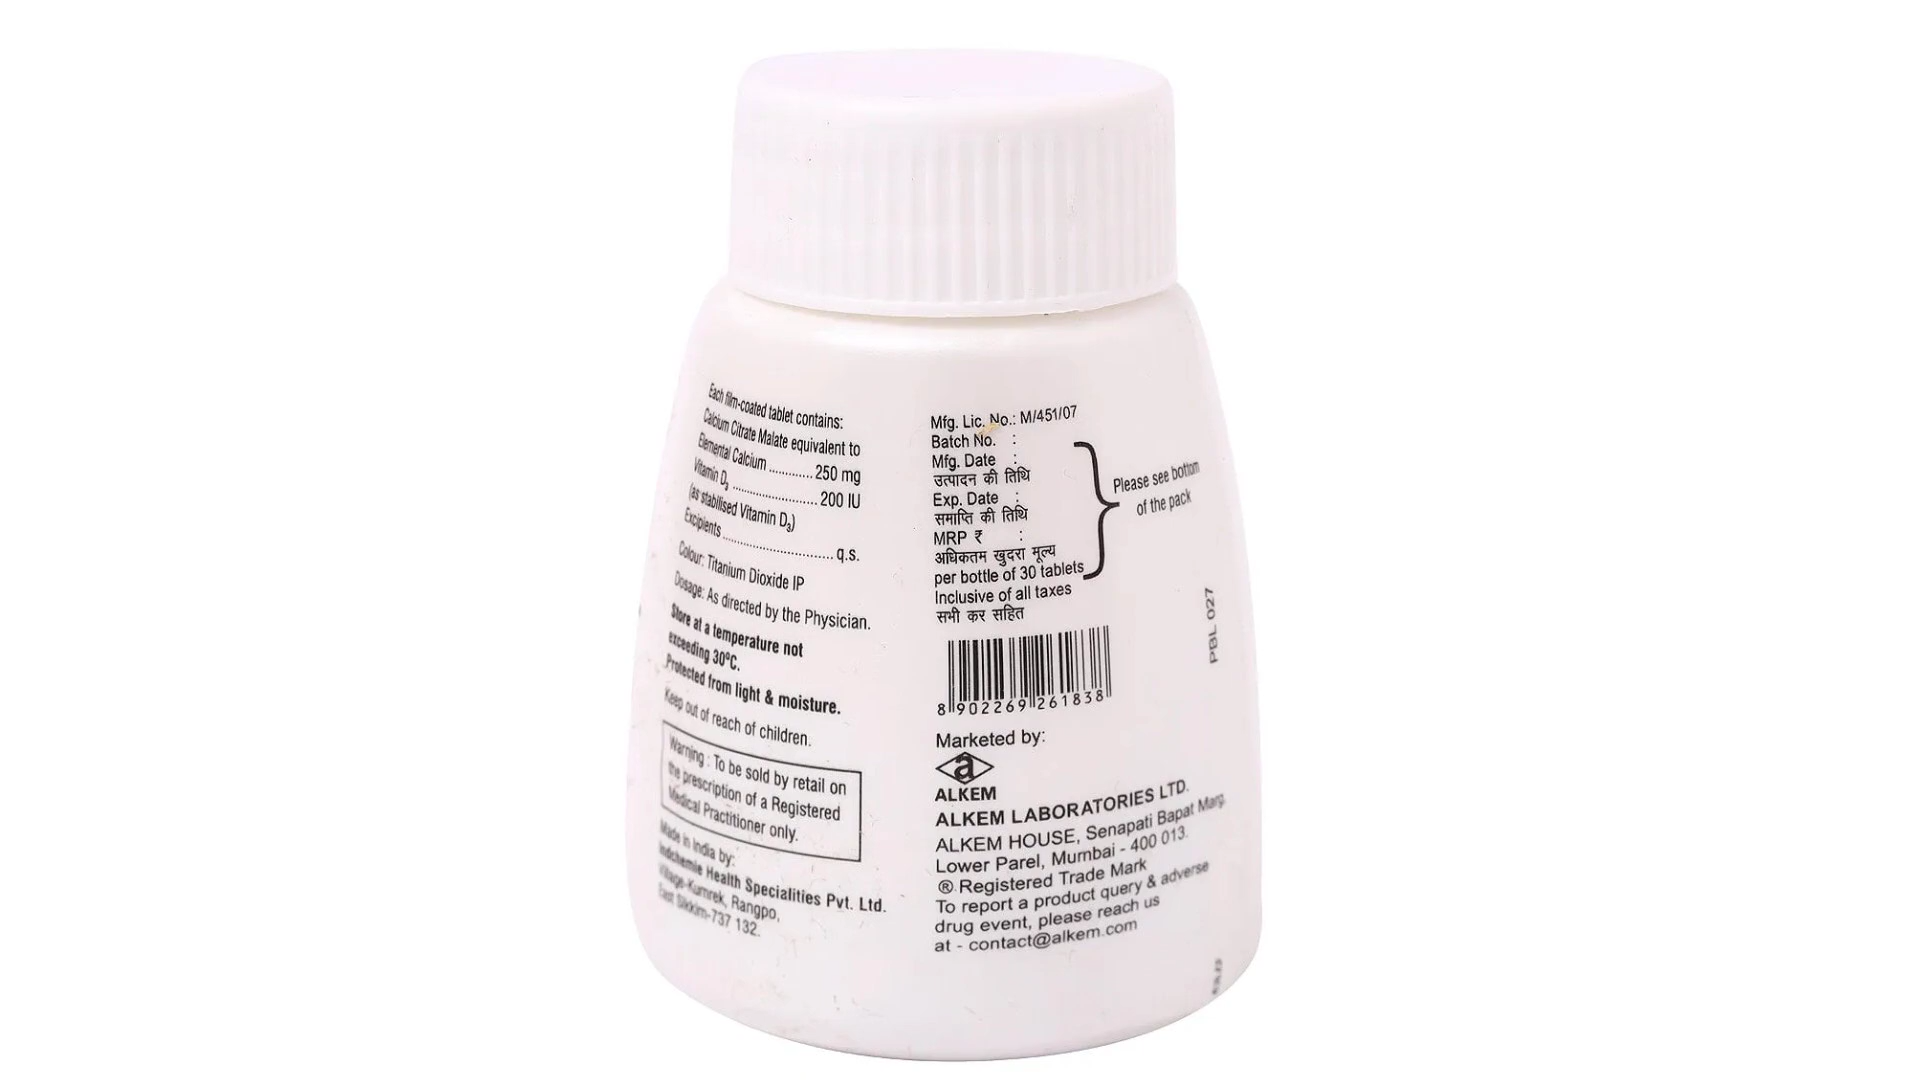 Each film-coated tablet contains:
Calcium Citrate Malate equivalent to
Elemental Calcium ............ 250 mg
Vitamin D3 ....................... 200 IU
(as stabilised Vitamin D3)
Excipients .............................. q.s.
Colour: Titanium Dioxide IP
Dosage: As directed by the Physician.
Store at a temperature not
exceeding 30ºC.
Protected from light & moisture.
Keep out of reach of children.
Warning : To be sold by retail on
the prescription of a Registered
Medical Practitioner only.
Made in India by:
Indchemie Health Specialities Pvt. Ltd.
Village-Kumrek, Rangpo,
East Sikkim-737 132.
Mfg. Lic. No.: M/451/07
Batch No. :
Mfg. Date :
उत्पादन की तिथि
Exp. Date :
समाप्ति की तिथि
MRP ₹ :
अधिकतम खुदरा मूल्य
per bottle of 30 tablets
Please see bottom
of the pack
Inclusive of all taxes
सभी कर सहित
8 902269 261838
Marketed by:
a
ALKEM
ALKEM LABORATORIES LTD.
ALKEM HOUSE, Senapati Bapat Marg,
Lower Parel, Mumbai - 400 013.
® Registered Trade Mark
To report a product query & adverse
drug event, please reach us
at - contact@alkem.com
PBL 027